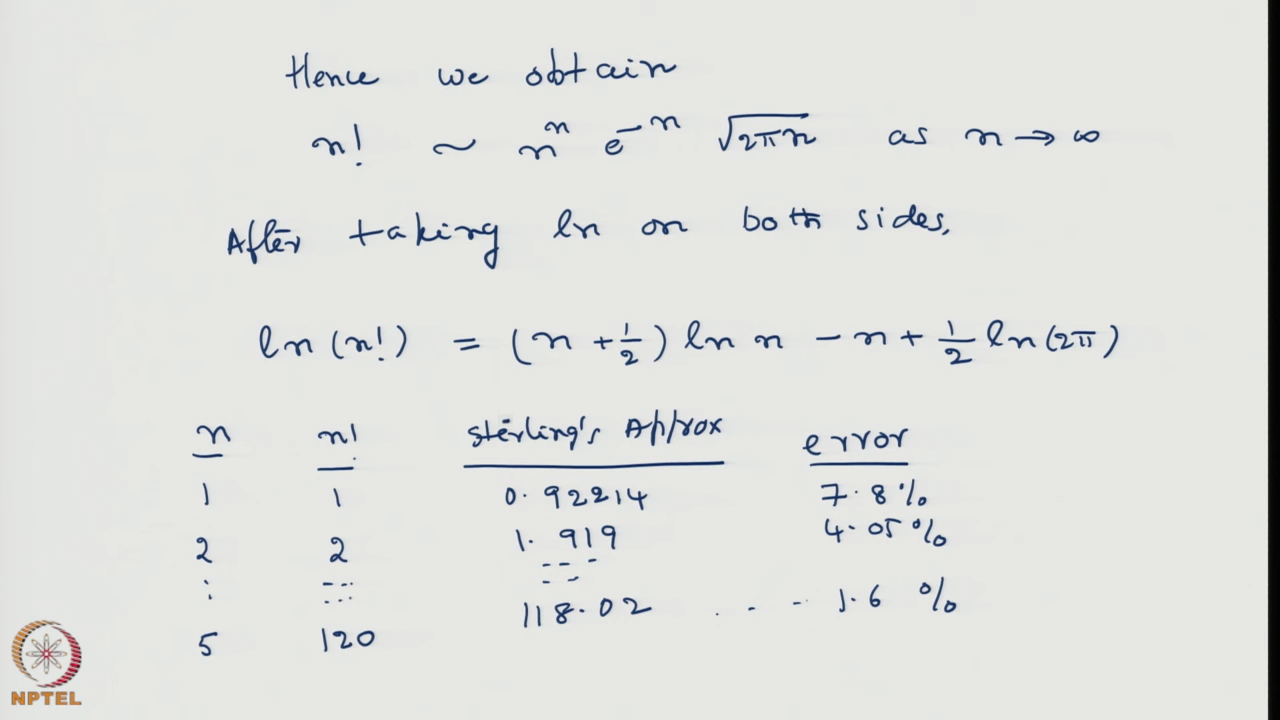 Hence we obtain
n! ~ n^n e^-n √2πn as n → ∞
After taking ln on both sides,
ln (n!) = (n + 1/2) ln n - n + 1/2 ln (2π)
n n! Sterling's Approx error
1 1 0.92214 7.8%
2 2 1.919 4.05%
5 120 118.02 ... 1.6 %
NPTEL